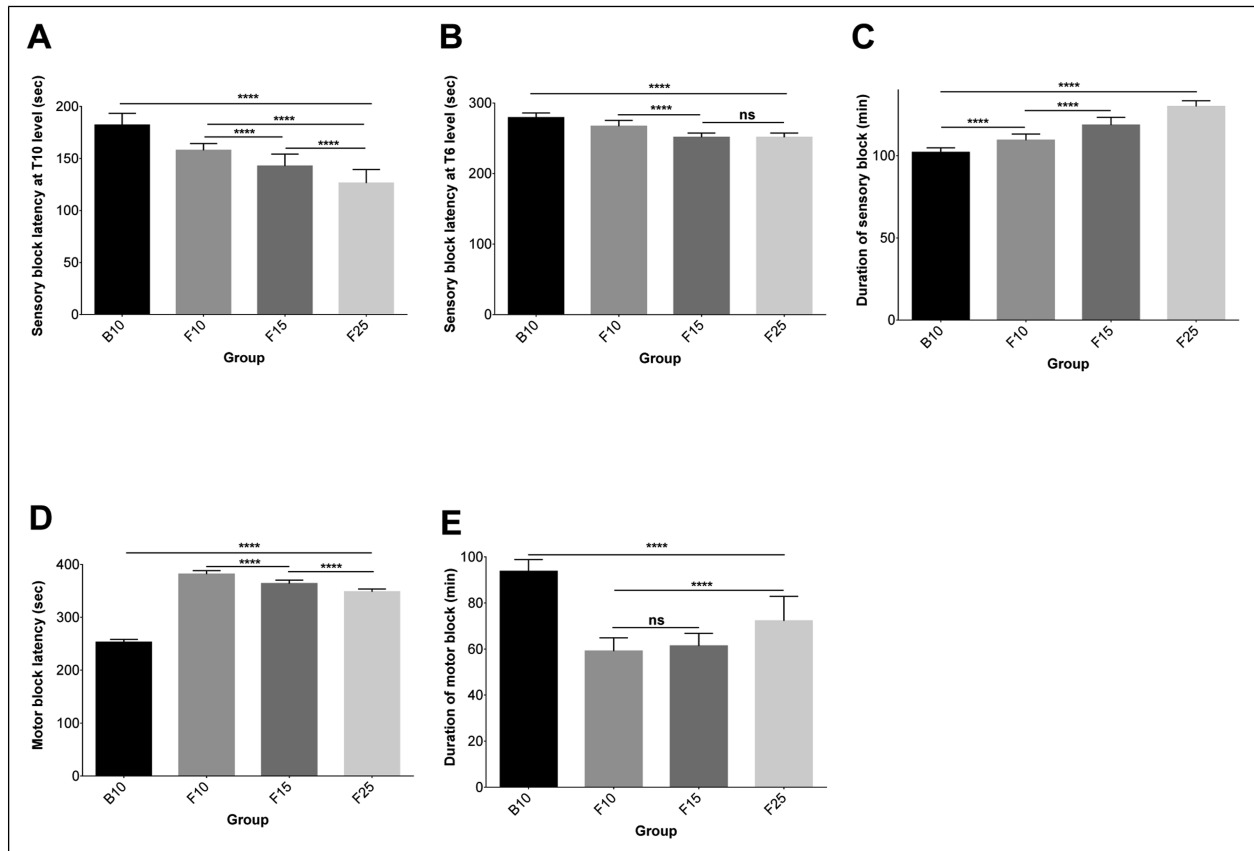 A
Sensory block latency at T10 level (sec)
200
150
100
50
0
****
****
****
****
B10
F10
F15
F25
Group
B
Sensory block latency at T6 level (sec)
300
200
100
0
****
****
ns
B10
F10
F15
F25
Group
C
Duration of sensory block (min)
100
50
0
****
****
****
B10
F10
F15
F25
Group
D
Motor block latency (sec)
400
300
200
100
0
****
****
****
B10
F10
F15
F25
Group
E
Duration of motor block (min)
100
80
60
40
20
0
****
****
ns
B10
F10
F15
F25
Group